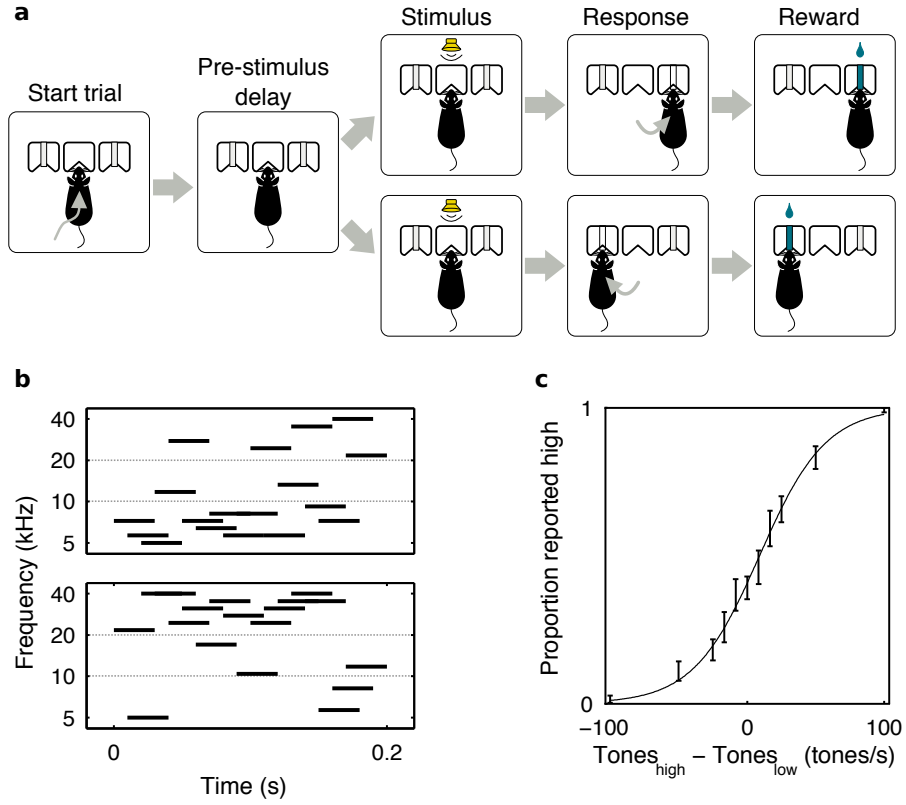 a
Start trial
Pre-stimulus
delay
Stimulus
Response
Reward
b
40
20
10
5
40
20
10
5
Frequency (kHz)
0
0.2
Time (s)
c
1
0
Proportion reported high
−100
0
100
Tones_high − Tones_low (tones/s)